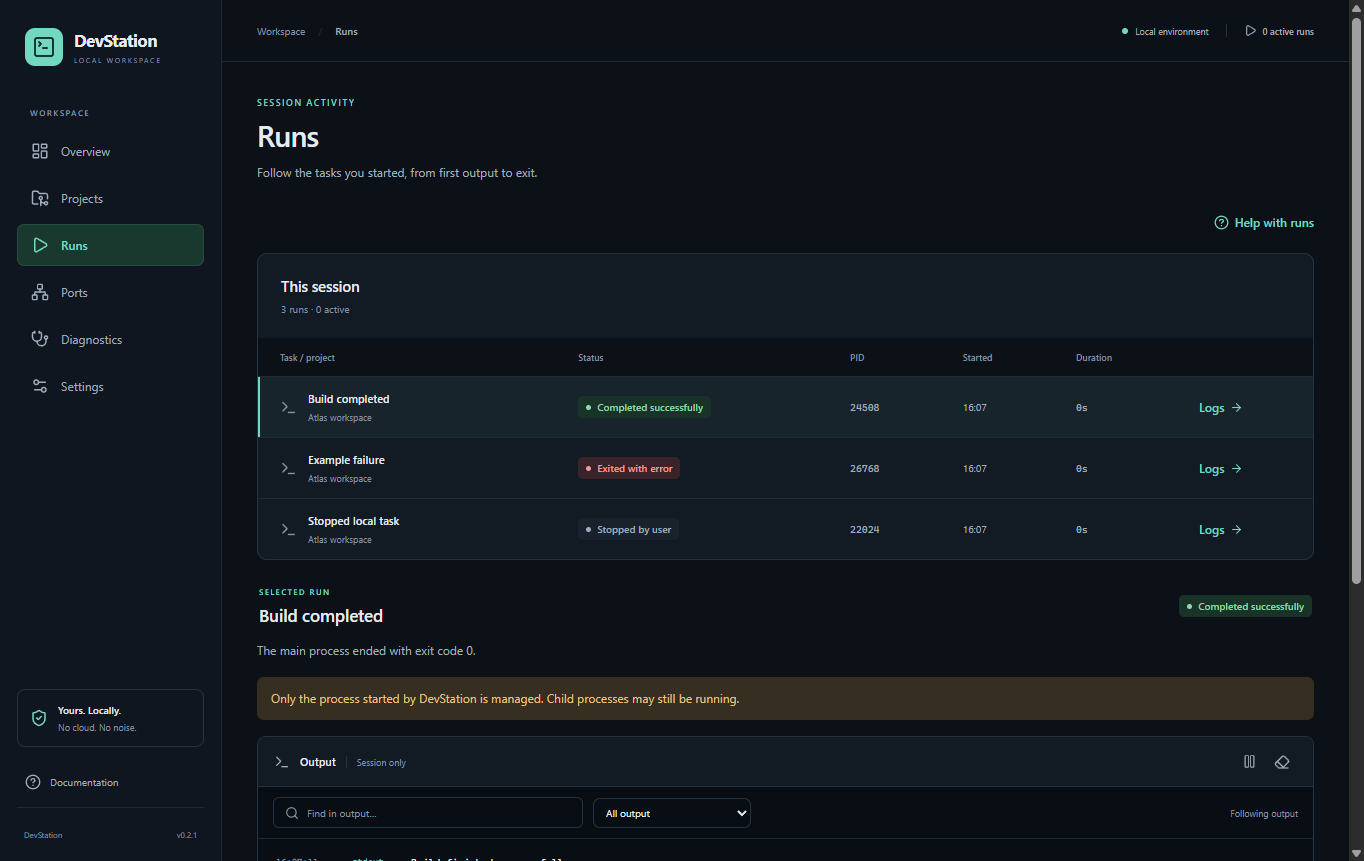 DevStation
LOCAL WORKSPACE
WORKSPACE
Overview
Projects
Runs
Ports
Diagnostics
Settings
Yours. Locally.
No cloud. No noise.
Documentation
DevStation v0.2.1
Workspace / Runs
Local environment
0 active runs
SESSION ACTIVITY
Runs
Follow the tasks you started, from first output to exit.
Help with runs
This session
3 runs · 0 active
Task / project Status PID Started Duration
Build completed
Atlas workspace
Completed successfully 24508 16:07 0s Logs →
Example failure
Atlas workspace
Exited with error 26768 16:07 0s Logs →
Stopped local task
Atlas workspace
Stopped by user 22024 16:07 0s Logs →
SELECTED RUN
Build completed
Completed successfully
The main process ended with exit code 0.
Only the process started by DevStation is managed. Child processes may still be running.
Output
Session only
Find in output...
All output
Following output